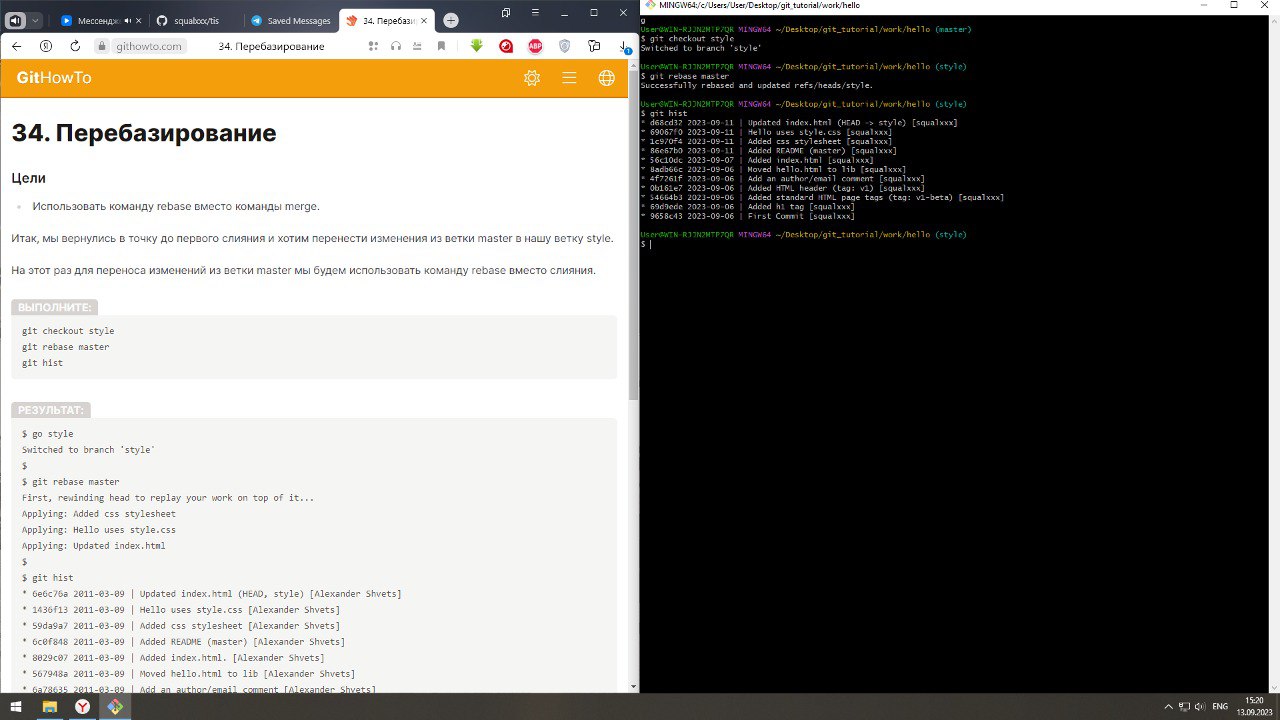 Мессендж
squalxxx/ts
Saved Messages
34. Перебази
githowto.com
34. Перебазирование
ABP
1
GitHowTo
34. Перебазирование
Цели
Использовать команду rebase вместо команды merge.
Итак, мы вернулись в точку до первого слияния и хотим перенести изменения из ветки master в нашу ветку style.
На этот раз для переноса изменений из ветки master мы будем использовать команду rebase вместо слияния.
ВЫПОЛНИТЕ:
git checkout style
git rebase master
git hist
РЕЗУЛЬТАТ:
$ go style
Switched to branch 'style'
$
$ git rebase master
First, rewinding head to replay your work on top of it...
Applying: Added css stylesheet
Applying: Hello uses style.css
Applying: Updated index.html
$
$ git hist
* 6e6c76a 2011-03-09 | Updated index.html (HEAD, style) [Alexander Shvets]
* 1436f13 2011-03-09 | Hello uses style.css [Alexander Shvets]
* 59da9a7 2011-03-09 | Added css stylesheet [Alexander Shvets]
* 6c0f848 2011-03-09 | Added README (master) [Alexander Shvets]
* 8029c07 2011-03-09 | Added index.html. [Alexander Shvets]
* 567948a 2011-03-09 | Moved hello.html to lib [Alexander Shvets]
* 6a78635 2011-03-09 | Add an author/email comment [Alexander Shvets]
MINGW64:/c/Users/User/Desktop/git_tutorial/work/hello
g
User@WIN-RJJN2MTP7QR MINGW64 ~/Desktop/git_tutorial/work/hello (master)
$ git checkout style
Switched to branch 'style'
User@WIN-RJJN2MTP7QR MINGW64 ~/Desktop/git_tutorial/work/hello (style)
$ git rebase master
Successfully rebased and updated refs/heads/style.
User@WIN-RJJN2MTP7QR MINGW64 ~/Desktop/git_tutorial/work/hello (style)
$ git hist
* d68cd32 2023-09-11 | Updated index.html (HEAD -> style) [squalxxx]
* 69067f0 2023-09-11 | Hello uses style.css [squalxxx]
* 1c970f4 2023-09-11 | Added css stylesheet [squalxxx]
* 86e67b0 2023-09-11 | Added README (master) [squalxxx]
* 56c10dc 2023-09-07 | Added index.html [squalxxx]
* 8adb66c 2023-09-06 | Moved hello.html to lib [squalxxx]
* 4f7261f 2023-09-06 | Add an author/email comment [squalxxx]
* 0b161e7 2023-09-06 | Added HTML header (tag: v1) [squalxxx]
* 54664b3 2023-09-06 | Added standard HTML page tags (tag: v1-beta) [squalxxx]
* 69d9ede 2023-09-06 | Added h1 tag [squalxxx]
* 9658c43 2023-09-06 | First Commit [squalxxx]
User@WIN-RJJN2MTP7QR MINGW64 ~/Desktop/git_tutorial/work/hello (style)
$
ENG
15:20
13.09.2023